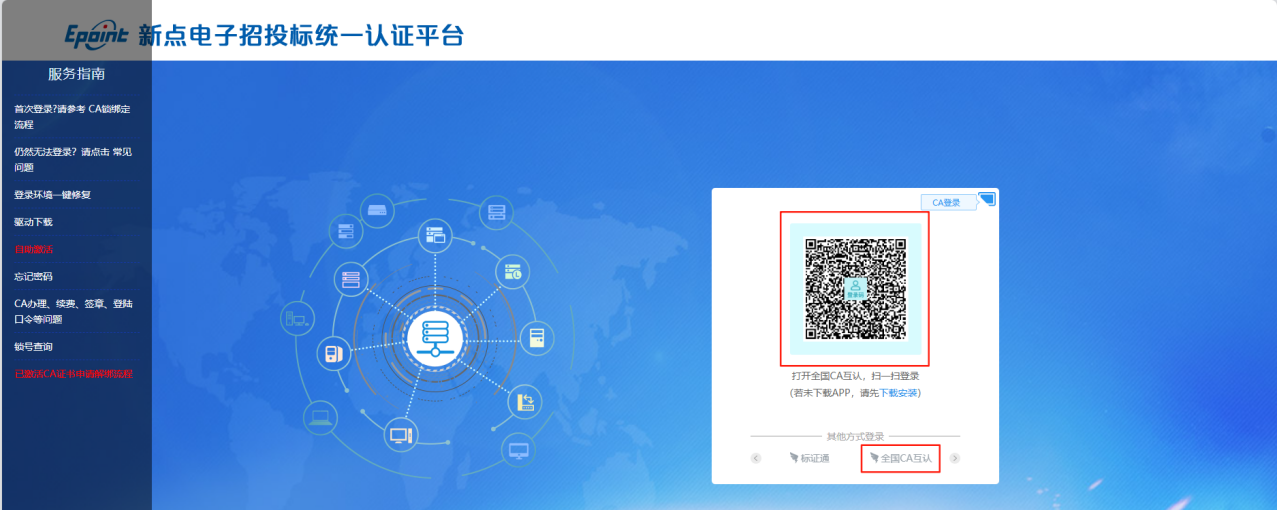 Epoint 新点电子招投标统一认证平台
服务指南
首次登录?请参考 CA锁绑定
流程
仍然无法登录？请点击 常见
问题
登录环境一键修复
驱动下载
自助激活
忘记密码
CA办理、续费、签章、登陆
口令等问题
锁号查询
已激活CA证书申请解绑流程
CA登录
登录码
打开全国CA互认，扫一扫登录
(若未下载APP，请先下载安装)
其他方式登录
标证通
全国CA互认